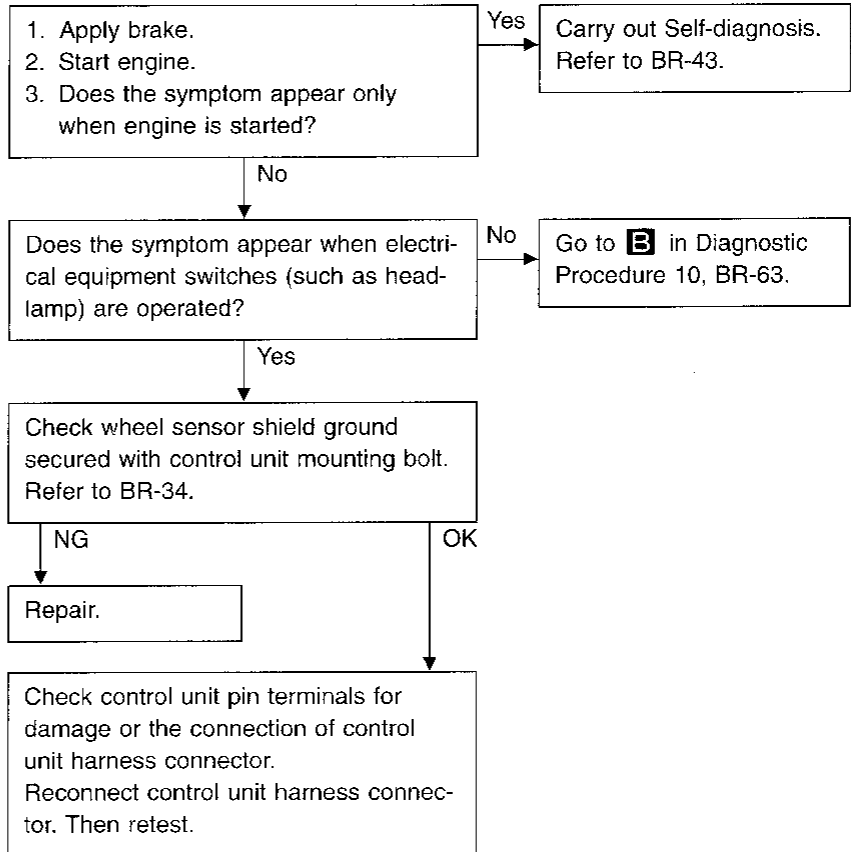 1. Apply brake.
2. Start engine.
3. Does the symptom appear only
when engine is started?
Yes
Carry out Self-diagnosis.
Refer to BR-43.
No
Does the symptom appear when electri-
cal equipment switches (such as head-
lamp) are operated?
No
Go to B in Diagnostic
Procedure 10, BR-63.
Yes
Check wheel sensor shield ground
secured with control unit mounting bolt.
Refer to BR-34.
NG
OK
Repair.
Check control unit pin terminals for
damage or the connection of control
unit harness connector.
Reconnect control unit harness connec-
tor. Then retest.